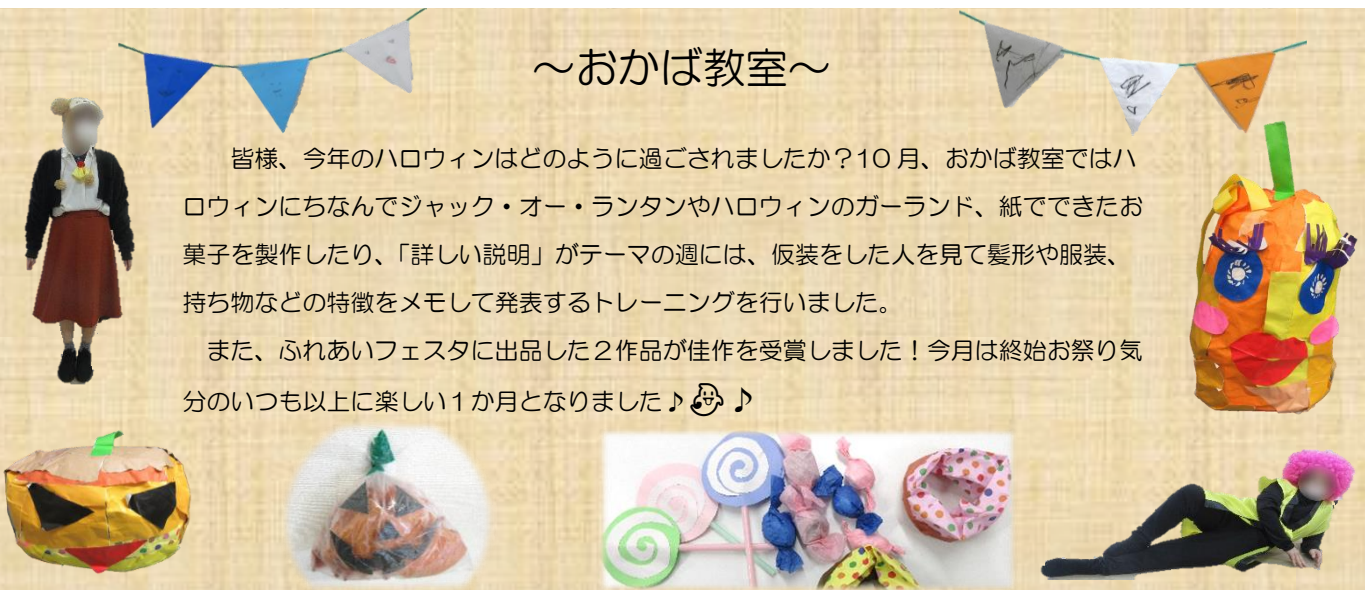 ～おかば教室～
皆様、今年のハロウィンはどのように過ごされましたか？10月、おかば教室ではハ
ロウィンにちなんでジャック・オー・ランタンやハロウィンのガーランド、紙でできたお
菓子を製作したり、「詳しい説明」がテーマの週には、仮装をした人を見て髪形や服装、
持ち物などの特徴をメモして発表するトレーニングを行いました。
また、ふれあいフェスタに出品した２作品が佳作を受賞しました！今月は終始お祭り気
分のいつも以上に楽しい１か月となりました♪👻♪